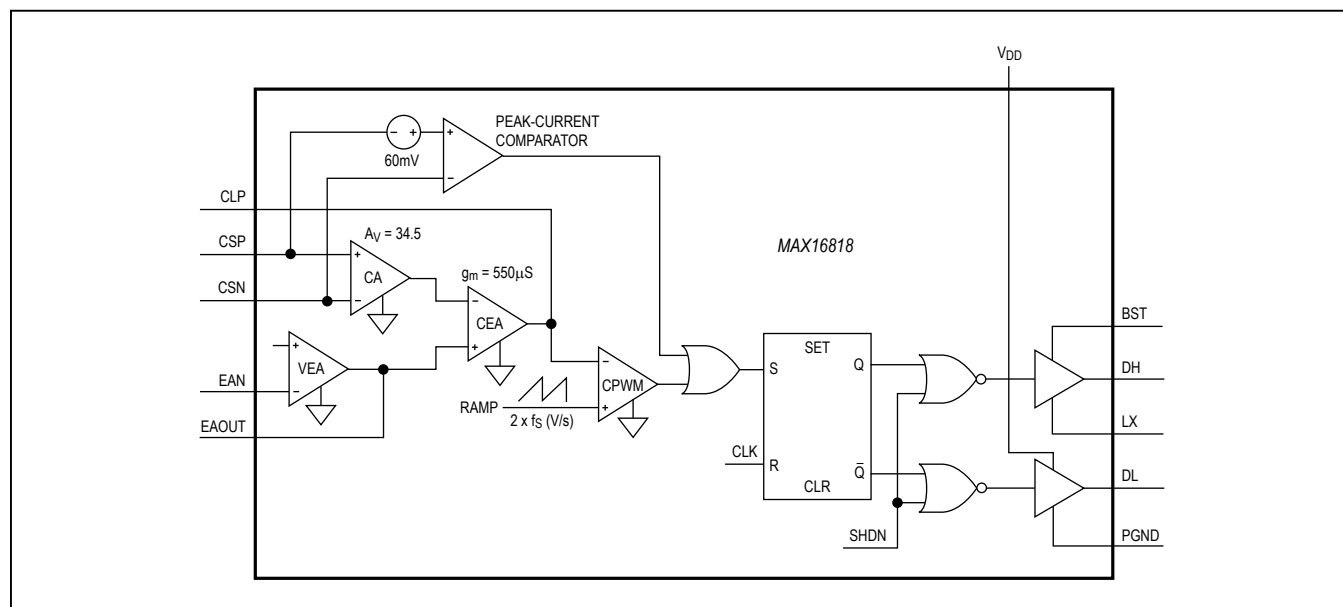 VDD
PEAK-CURRENT
COMPARATOR
- +
+
-
60mV
CLP
AV = 34.5
CSP
+
CA
MAX16818
gm = 550µS
CSN
-
-
CEA
+
BST
SET
+
VEA
-
-
CPWM
+
S
Q
DH
EAN
RAMP
2 x fS (V/s)
LX
EAOUT
CLK
R
Q̅
CLR
DL
SHDN
PGND